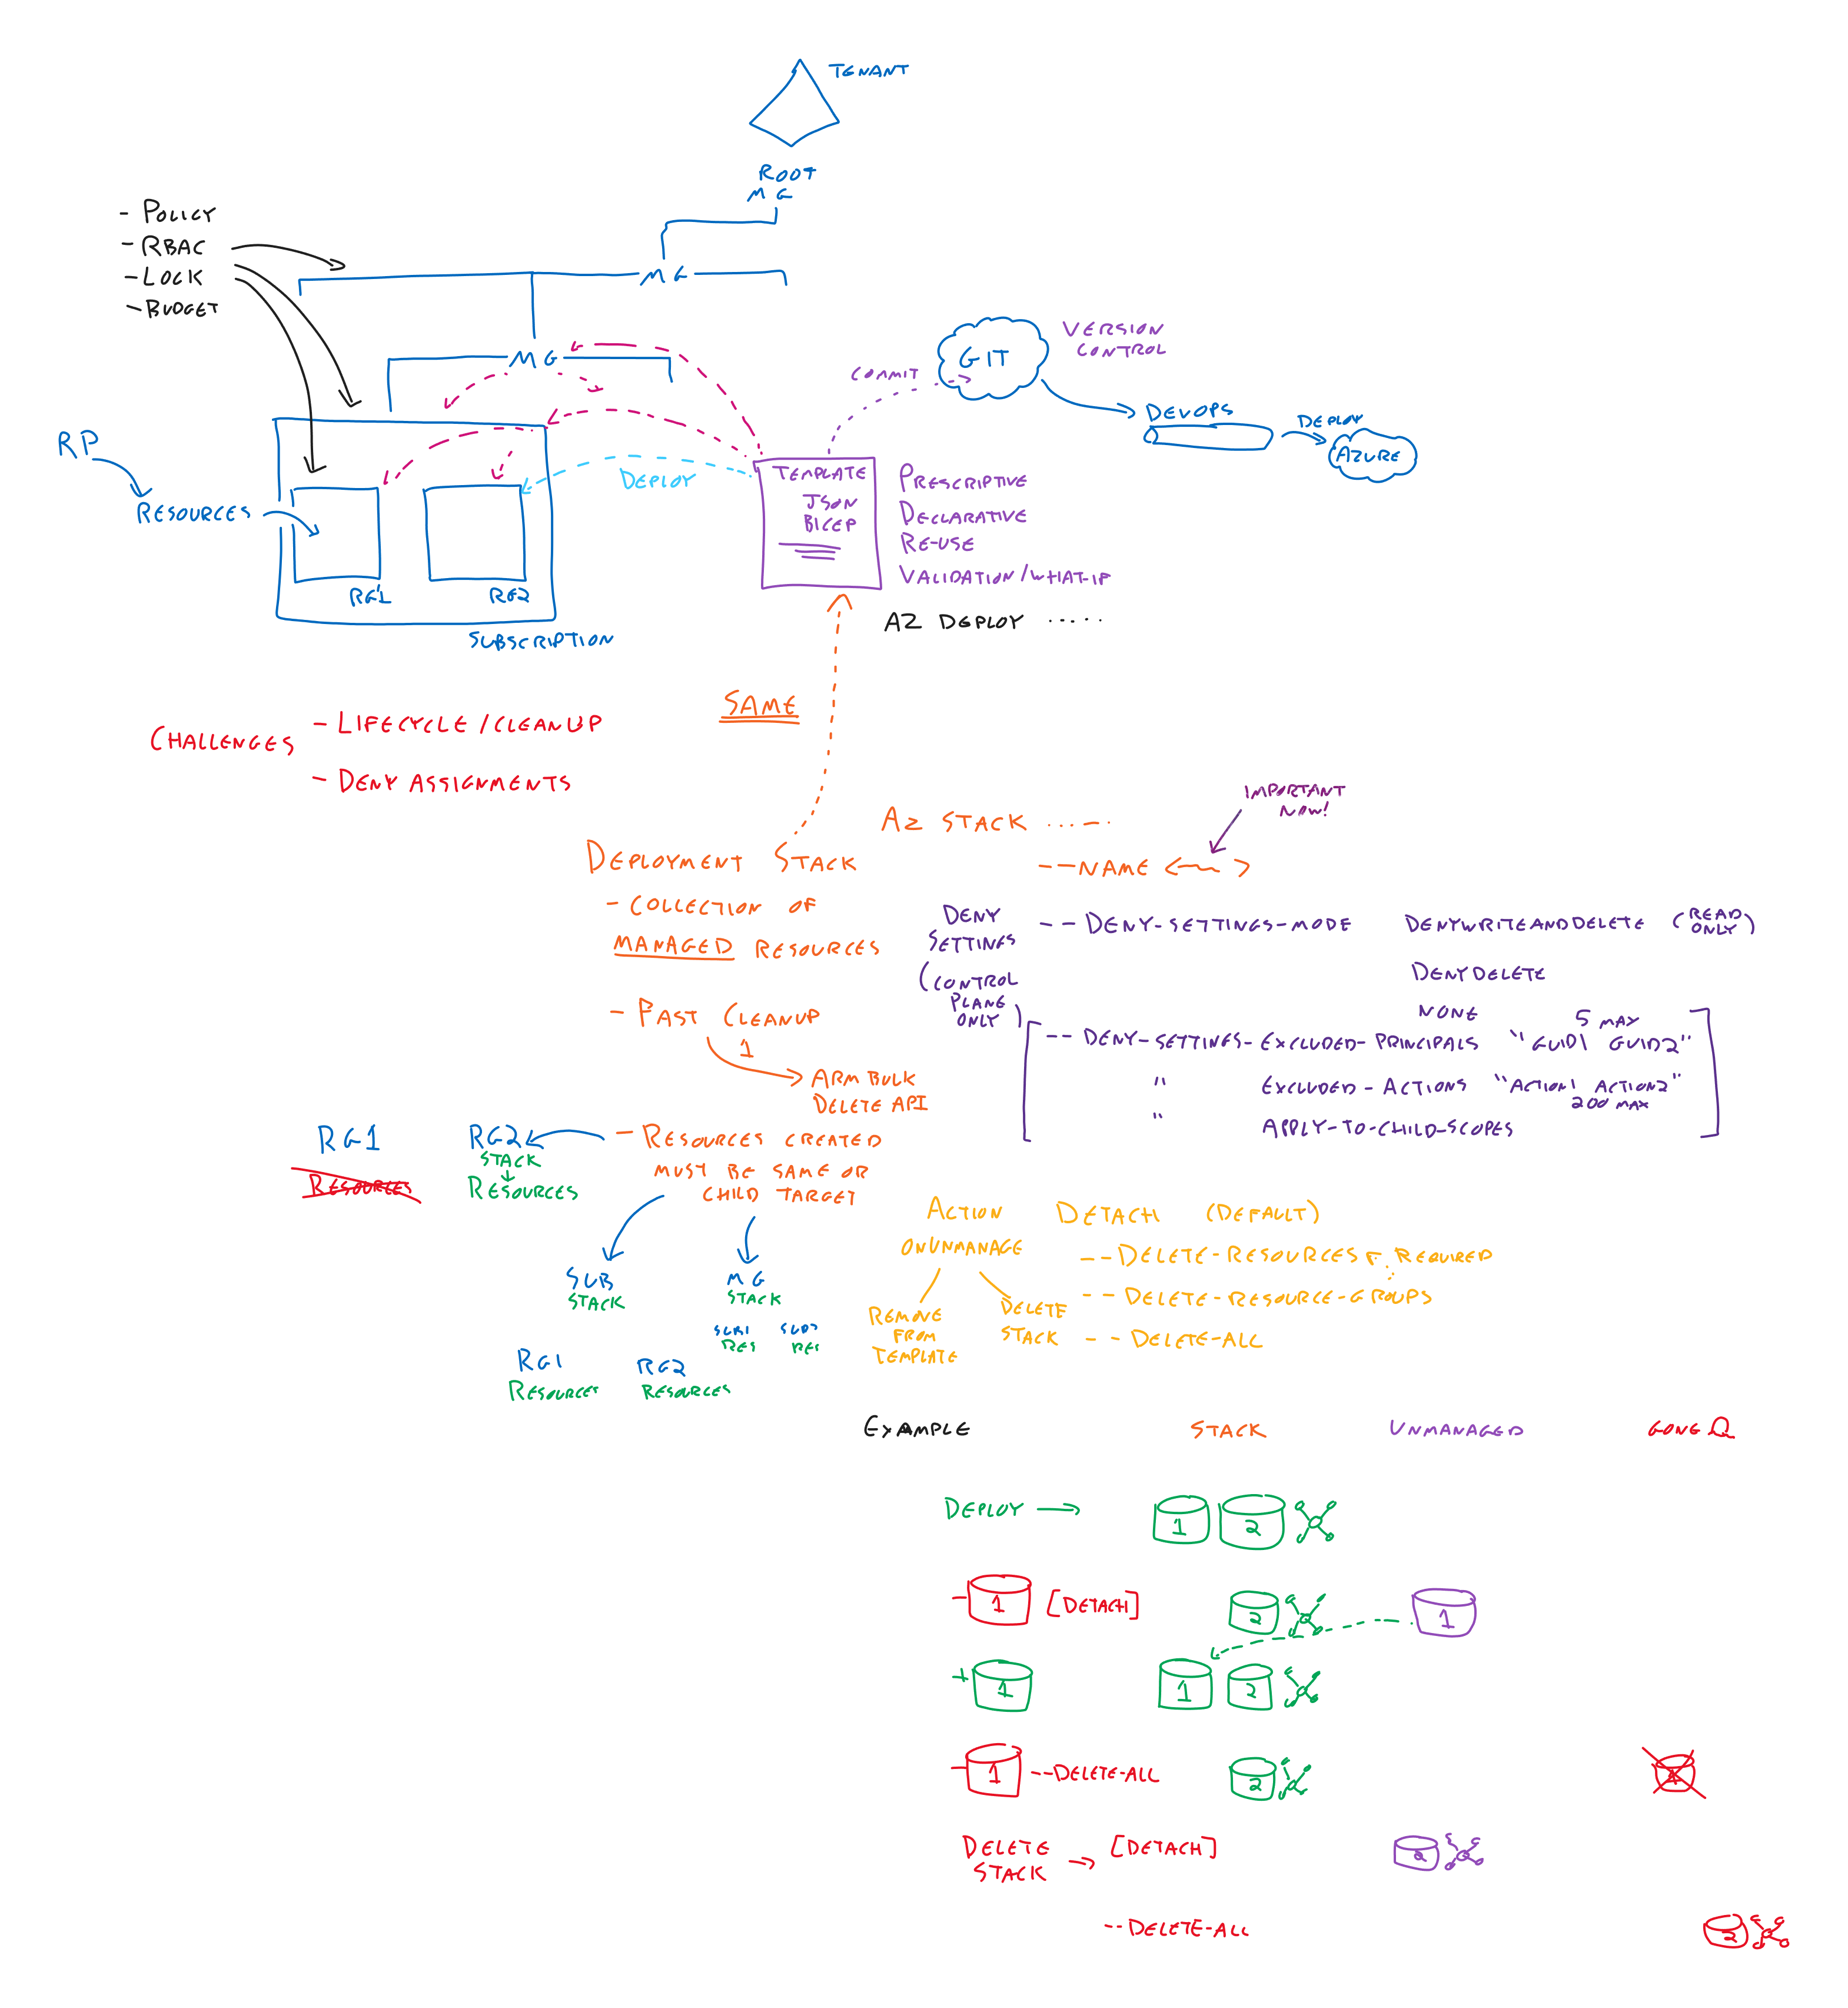 TENANT
ROOT
MG
- POLICY
- RBAC
- LOCK
- BUDGET
MG
MG
GIT
VERSION
CONTROL
COMMIT
DEVOPS
DEPLOY
AZURE
RP
RESOURCES
RG1
RG2
SUBSCRIPTION
DEPLOY
TEMPLATE
JSON
BICEP
PRESCRIPTIVE
DECLARATIVE
RE-USE
VALIDATION/WHAT-IF
AZ DEPLOY .....
SAME
CHALLENGES
- LIFECYCLE/CLEANUP
- DENY ASSIGNMENTS
DEPLOYMENT STACK
- COLLECTION OF
MANAGED RESOURCES
- FAST CLEANUP
1
ARM BULK
DELETE API
- RESOURCES CREATED
MUST BE SAME OR
CHILD TARGET
RG1
RESOURCES
RG2
STACK
RESOURCES
SUB
STACK
MG
STACK
SUB1
RES
RG1
RESOURCES
RG2
RESOURCES
AZ STACK ......
--NAME < >
IMPORTANT
NOW!
DENY
SETTINGS
(CONTROL
PLANE
ONLY)
-- DENY-SETTINGS-MODE DENYWRITEANDDELETE (READ
ONLY)
DENYDELETE
NONE
5 MAX
-- DENY-SETTINGS-EXCLUDED-PRINCIPALS "GUID1 GUID2"
" EXCLUDED-ACTIONS "ACTION1 ACTION2"
200 MAX
" APPLY-TO-CHILD-SCOPES
ACTION
ONUNMANAGE
REMOVE
FROM
TEMPLATE
DELETE
STACK
DETACH (DEFAULT)
--DELETE-RESOURCES REQUIRED
-- DELETE-RESOURCE-GROUPS
-- DELETE-ALL
EXAMPLE STACK UNMANAGED GONE
DEPLOY 1 2
- 1 [DETACH] 2 1
+ 1 1 2
- 1 --DELETE-ALL 2
DELETE
STACK
[DETACH] 2
--DELETE-ALL 2